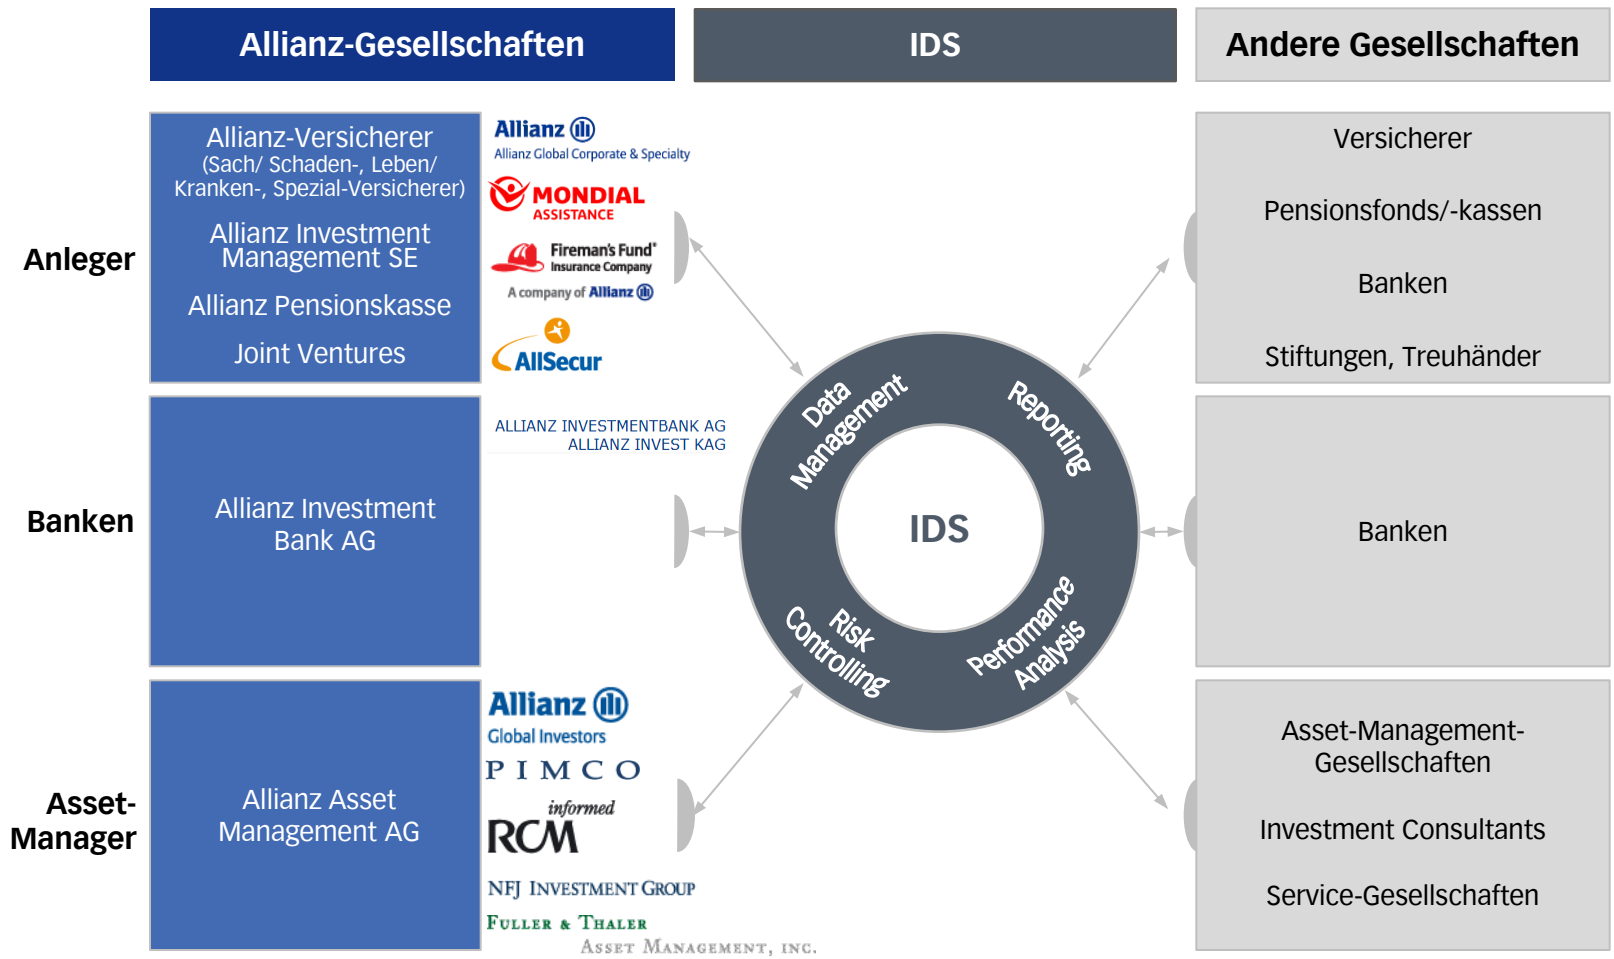 Allianz-Gesellschaften
IDS
Andere Gesellschaften
Anleger
Allianz-Versicherer
(Sach/ Schaden-, Leben/
Kranken-, Spezial-Versicherer)
Allianz Investment
Management SE
Allianz Pensionskasse
Joint Ventures
Allianz
Allianz Global Corporate & Specialty
MONDIAL
ASSISTANCE
Fireman's Fund®
Insurance Company
A company of Allianz
AllSecur
Versicherer
Pensionsfonds/-kassen
Banken
Stiftungen, Treuhänder
Data
Management
Reporting
IDS
Risk
Controlling
Performance
Analysis
Banken
Allianz Investment
Bank AG
ALLIANZ INVESTMENTBANK AG
ALLIANZ INVEST KAG
Banken
Asset-
Manager
Allianz Asset
Management AG
Allianz
Global Investors
PIMCO
informed
RCM
NFJ INVESTMENT GROUP
FULLER & THALER
ASSET MANAGEMENT, INC.
Asset-Management-
Gesellschaften
Investment Consultants
Service-Gesellschaften